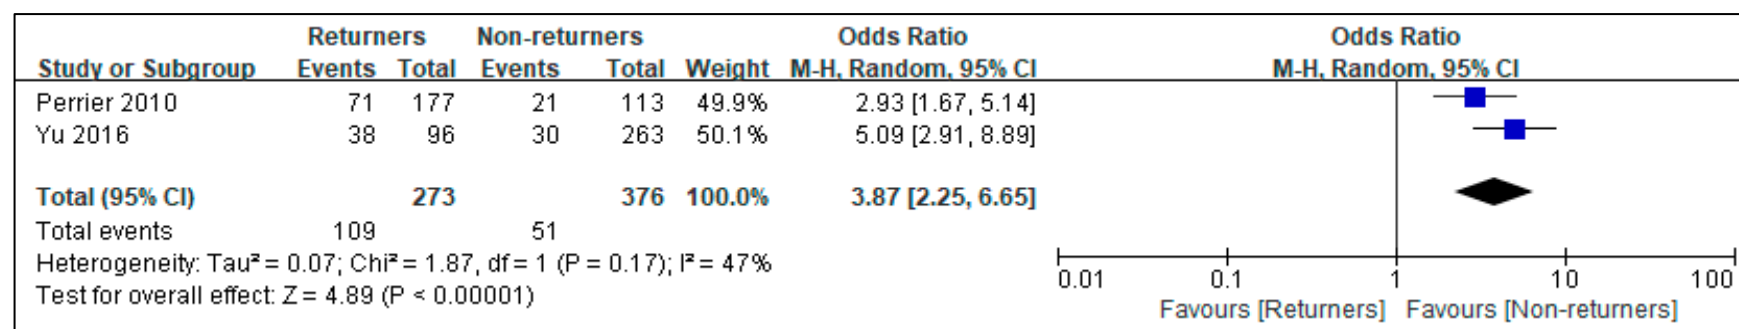 Returners Non-returners Odds Ratio Odds Ratio
Study or Subgroup Events Total Events Total Weight M-H, Random, 95% CI M-H, Random, 95% CI
Perrier 2010 71 177 21 113 49.9% 2.93 [1.67, 5.14]
Yu 2016 38 96 30 263 50.1% 5.09 [2.91, 8.89]
Total (95% CI) 273 376 100.0% 3.87 [2.25, 6.65]
Total events 109 51
Heterogeneity: Tau² = 0.07; Chi² = 1.87, df = 1 (P = 0.17); I² = 47%
Test for overall effect: Z = 4.89 (P < 0.00001)
0.01 0.1 1 10 100
Favours [Returners] Favours [Non-returners]